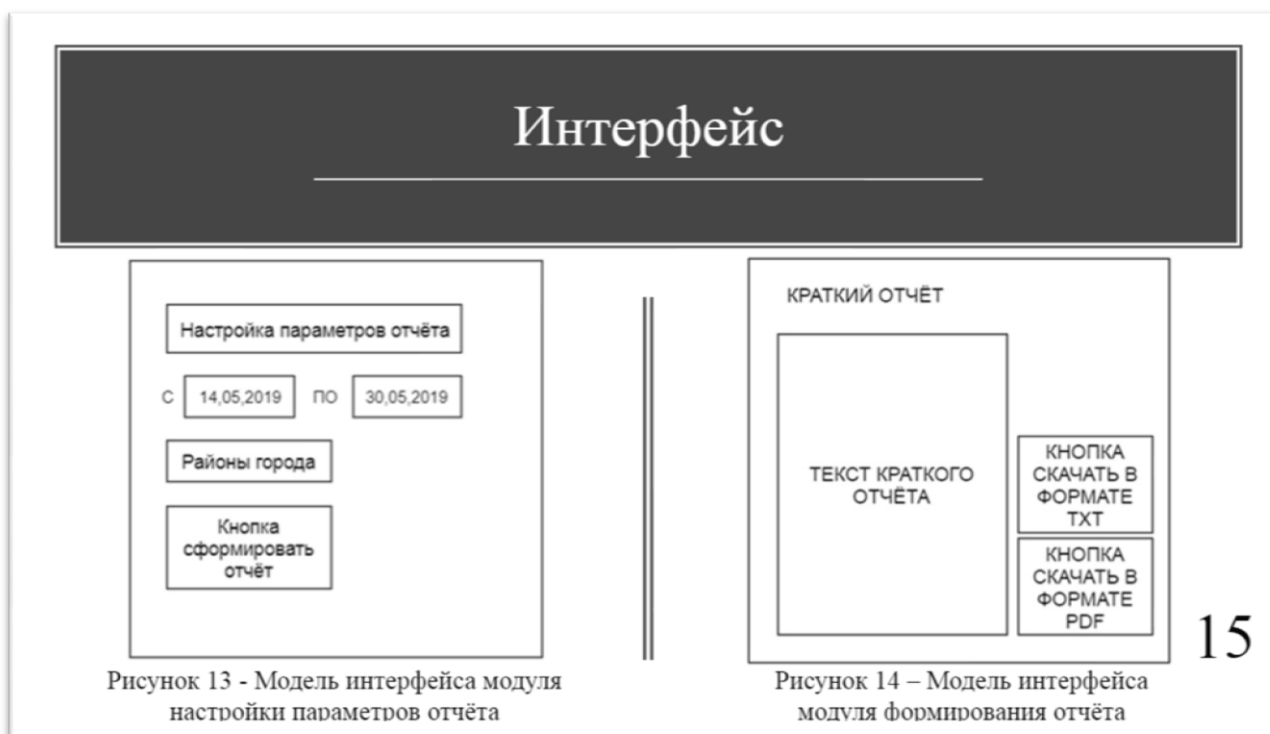 Интерфейс
Настройка параметров отчёта
С 14,05,2019 ПО 30,05,2019
Районы города
Кнопка
сформировать
отчёт
Рисунок 13 - Модель интерфейса модуля
настройки параметров отчёта
КРАТКИЙ ОТЧЁТ
ТЕКСТ КРАТКОГО
ОТЧЁТА
КНОПКА
СКАЧАТЬ В
ФОРМАТЕ
TXT
КНОПКА
СКАЧАТЬ В
ФОРМАТЕ
PDF
Рисунок 14 – Модель интерфейса
модуля формирования отчёта
15